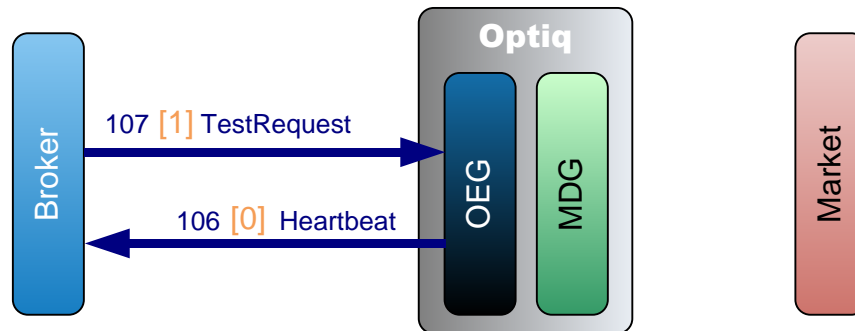 Optiq
107 [1] TestRequest
106 [0] Heartbeat
Broker
OEG
MDG
Market